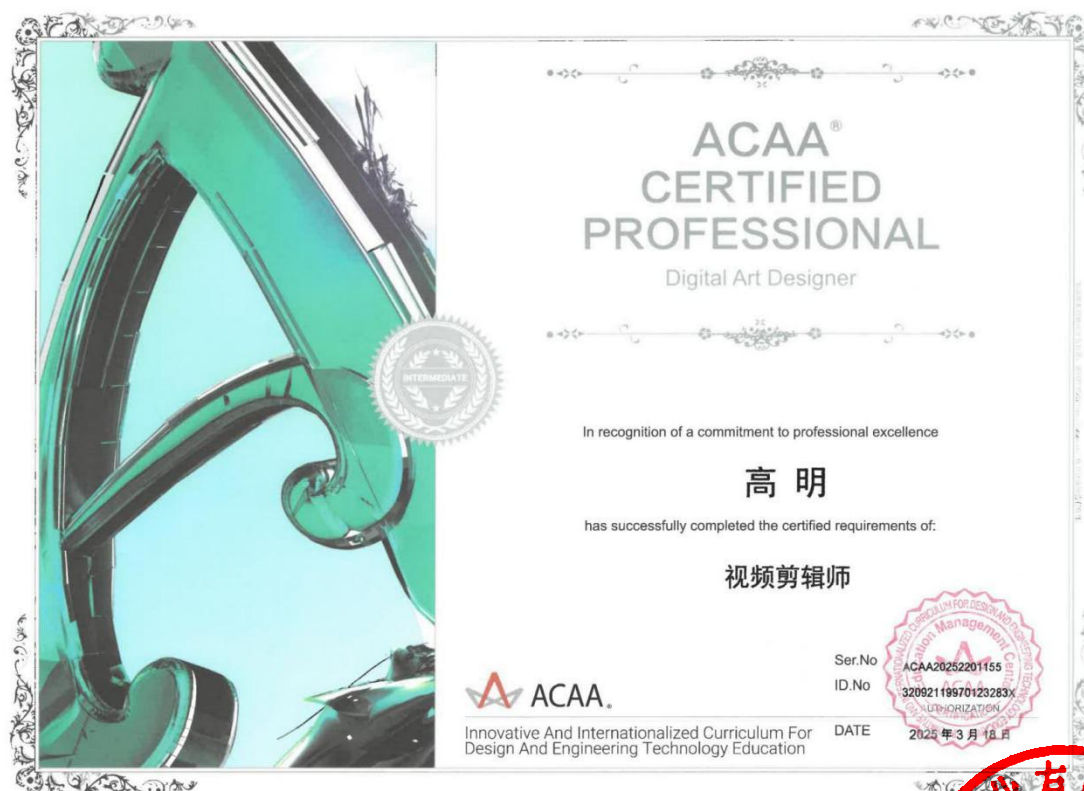 ACAA®
CERTIFIED
PROFESSIONAL
Digital Art Designer
INTERMEDIATE
In recognition of a commitment to professional excellence
高 明
has successfully completed the certified requirements of:
视频剪辑师
Ser.No ACAA20252201155
ID.No 32092119970123283X
AUTHORIZATION
DATE 2025 年 3 月 18 日
ACAA.
Innovative And Internationalized Curriculum For
Design And Engineering Technology Education